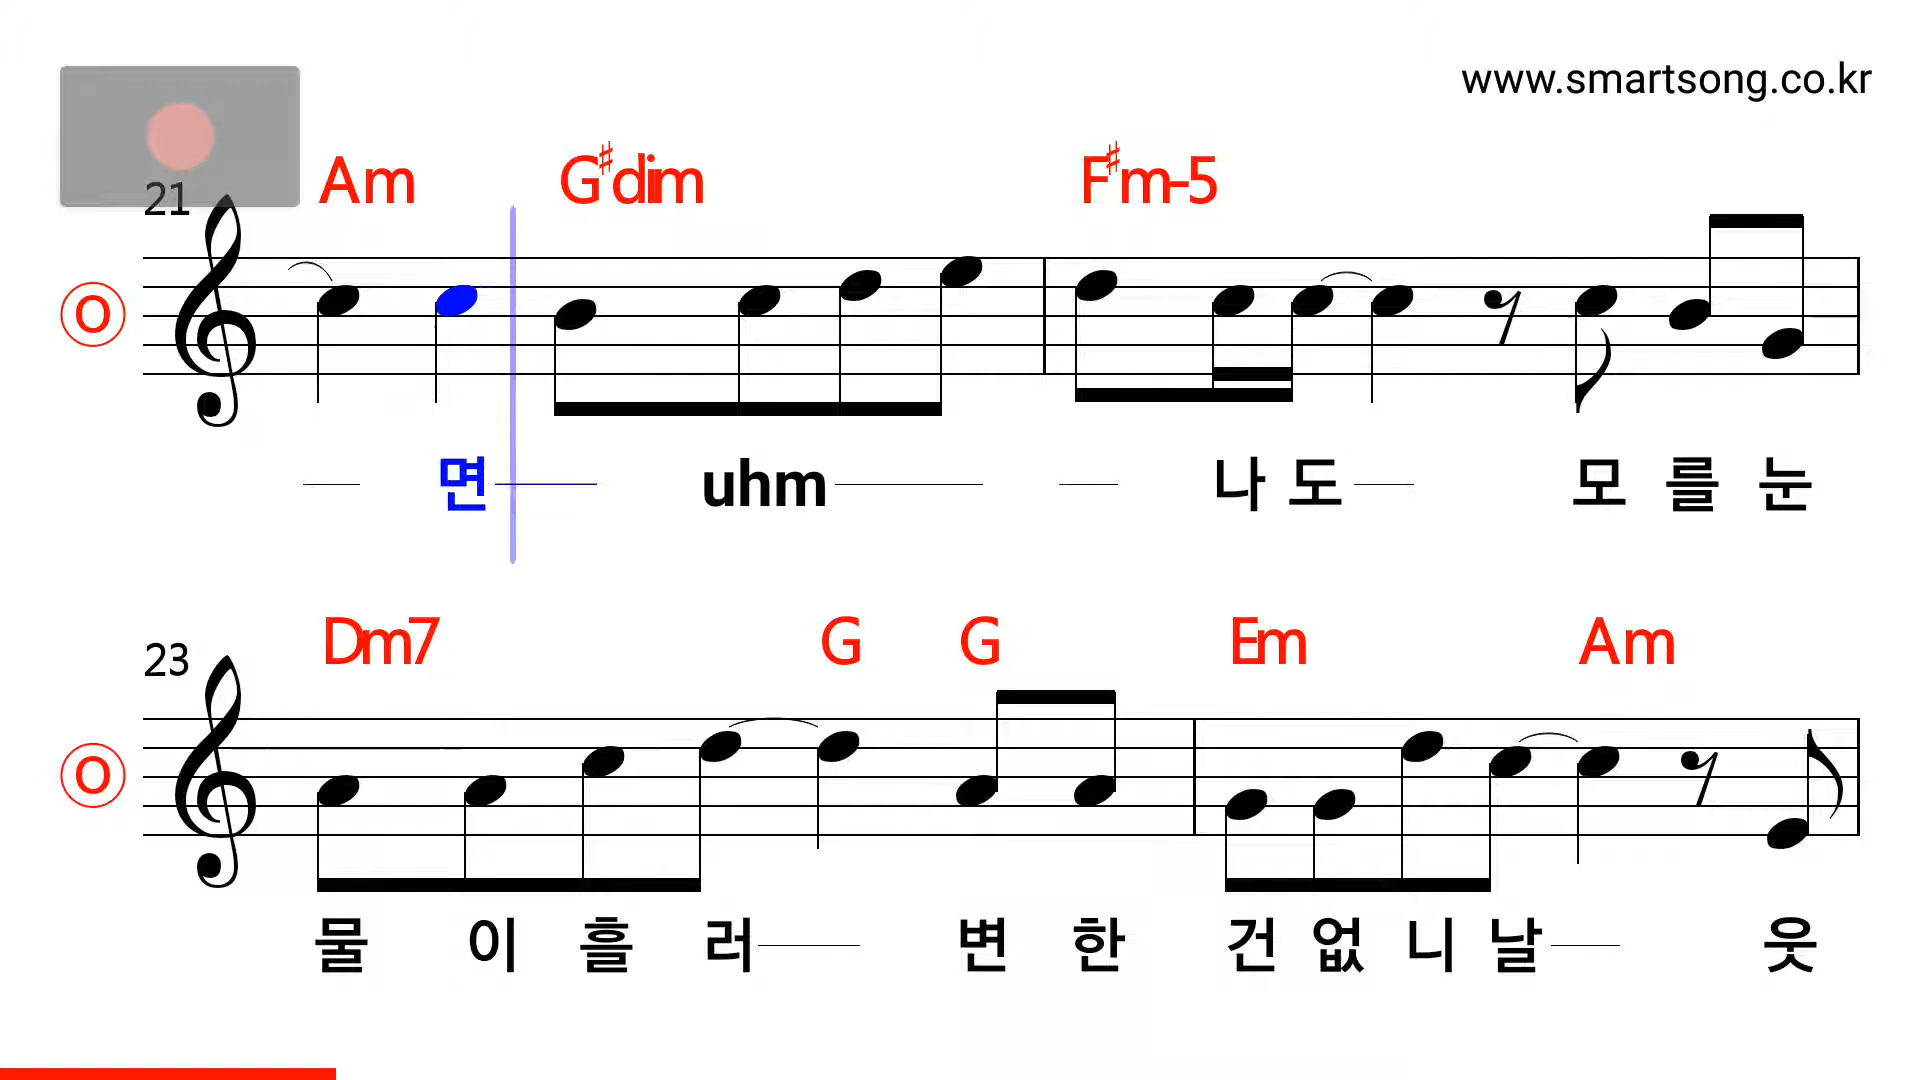 www.smartsong.co.kr
21 Am G♯dim F♯m-5
O
면 uhm 나 도 모 를 눈
23 Dm7 G G Em Am
O
물 이 흘 러 변 한 건 없 니 날 웃